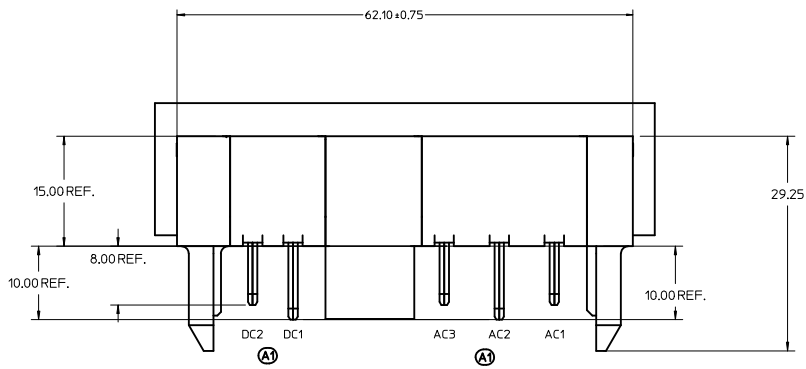 62.10±0.75
15.00 REF.
29.25
8.00 REF.
10.00 REF.
10.00 REF.
DC2 DC1 AC3 AC2 AC1
A1 A1